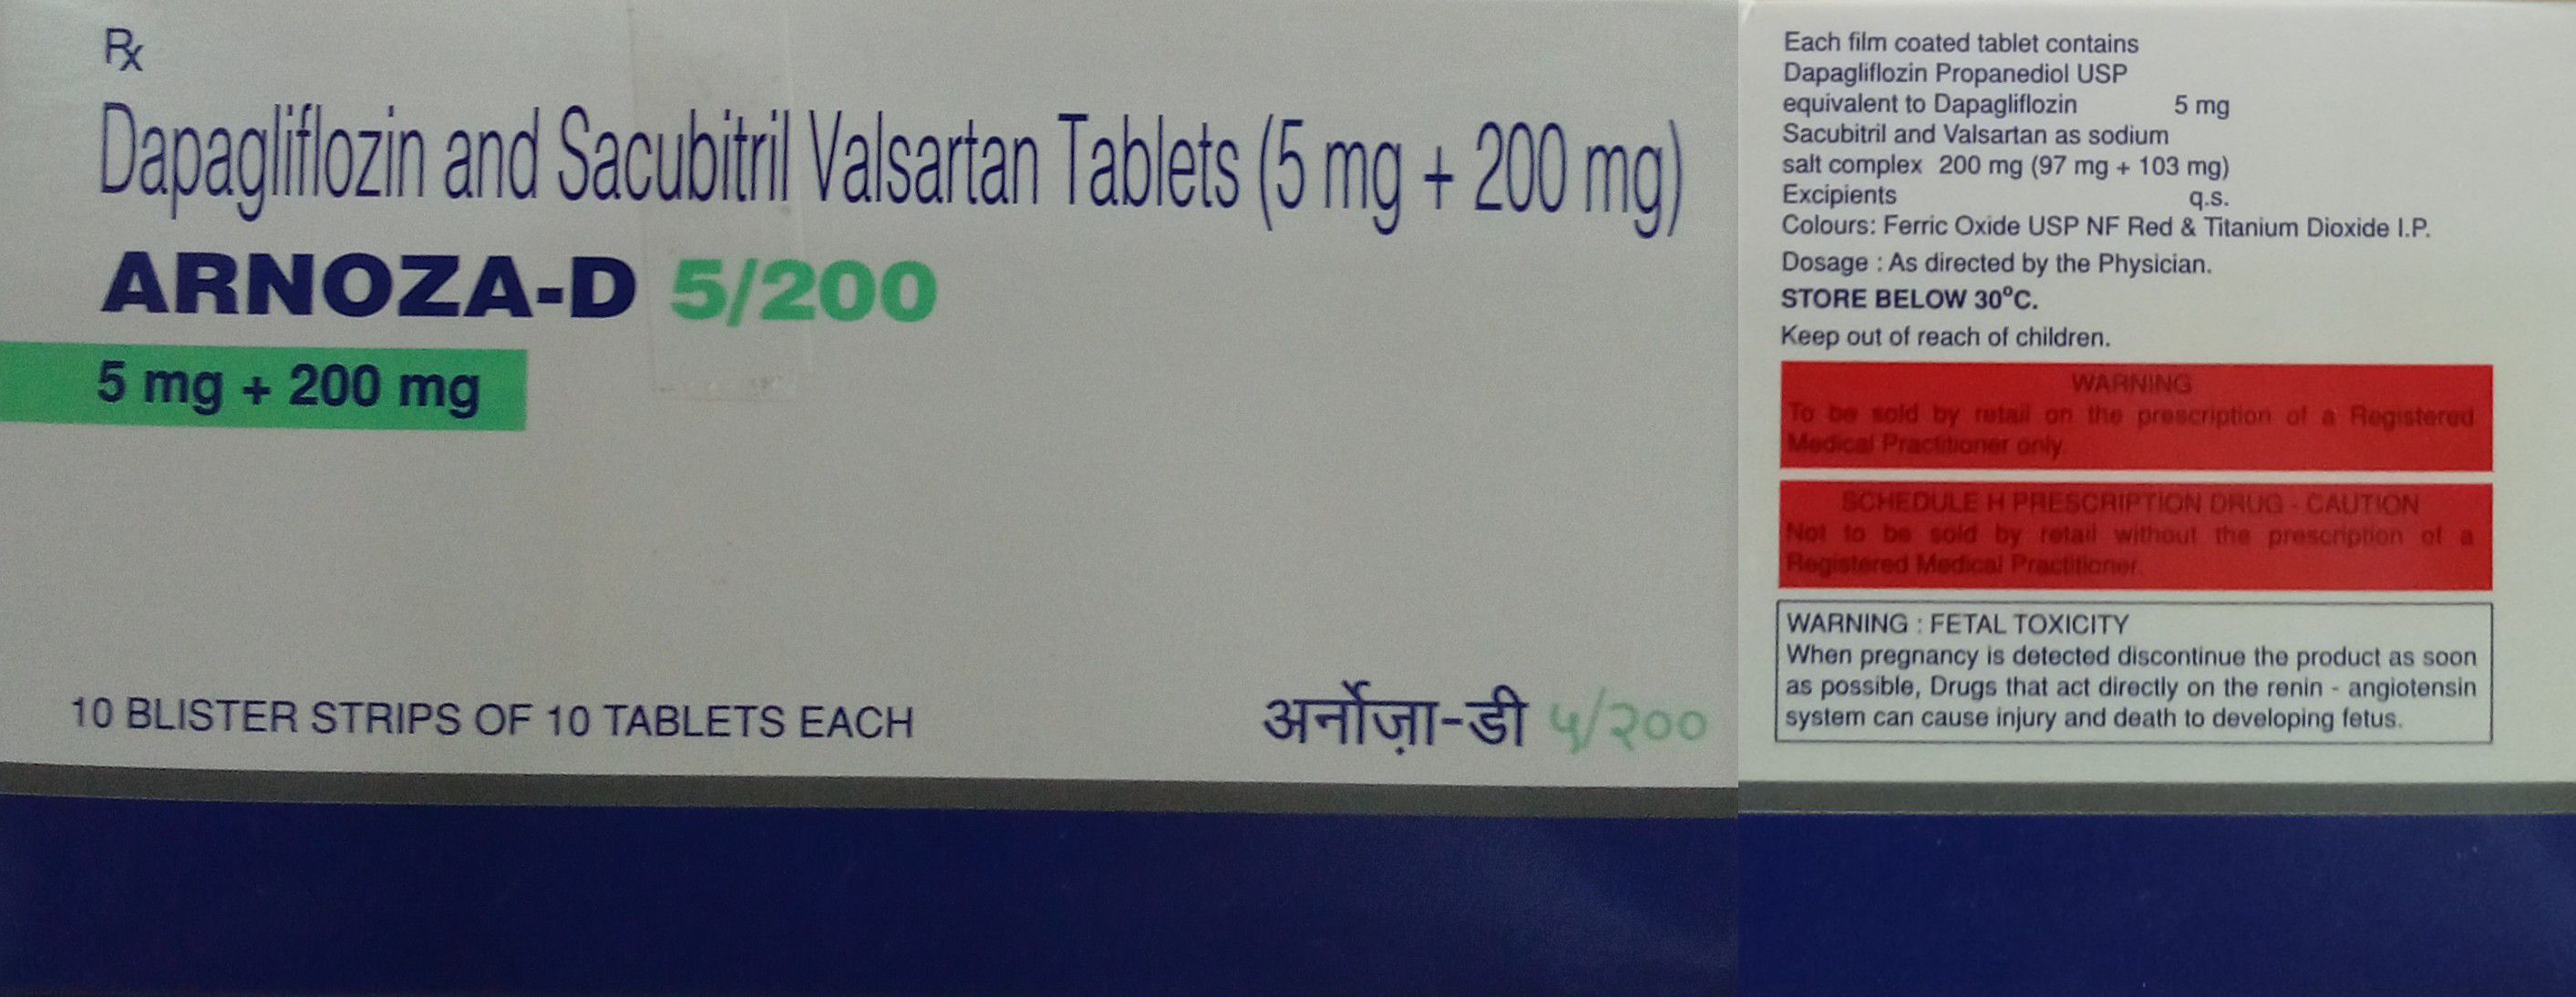 Rx
Dapagliflozin and Sacubitril Valsartan Tablets (5 mg + 200 mg)
ARNOZA-D 5/200
5 mg + 200 mg
10 BLISTER STRIPS OF 10 TABLETS EACH
अर्नोज़ा-डी ५/२००
Each film coated tablet contains
Dapagliflozin Propanediol USP
equivalent to Dapagliflozin 5 mg
Sacubitril and Valsartan as sodium
salt complex 200 mg (97 mg + 103 mg)
Excipients q.s.
Colours: Ferric Oxide USP NF Red & Titanium Dioxide I.P.
Dosage : As directed by the Physician.
STORE BELOW 30°C.
Keep out of reach of children.
WARNING
To be sold by retail on the prescription of a Registered
Medical Practitioner only.
SCHEDULE H PRESCRIPTION DRUG - CAUTION
Not to be sold by retail without the prescription of a
Registered Medical Practitioner.
WARNING : FETAL TOXICITY
When pregnancy is detected discontinue the product as soon
as possible, Drugs that act directly on the renin - angiotensin
system can cause injury and death to developing fetus.